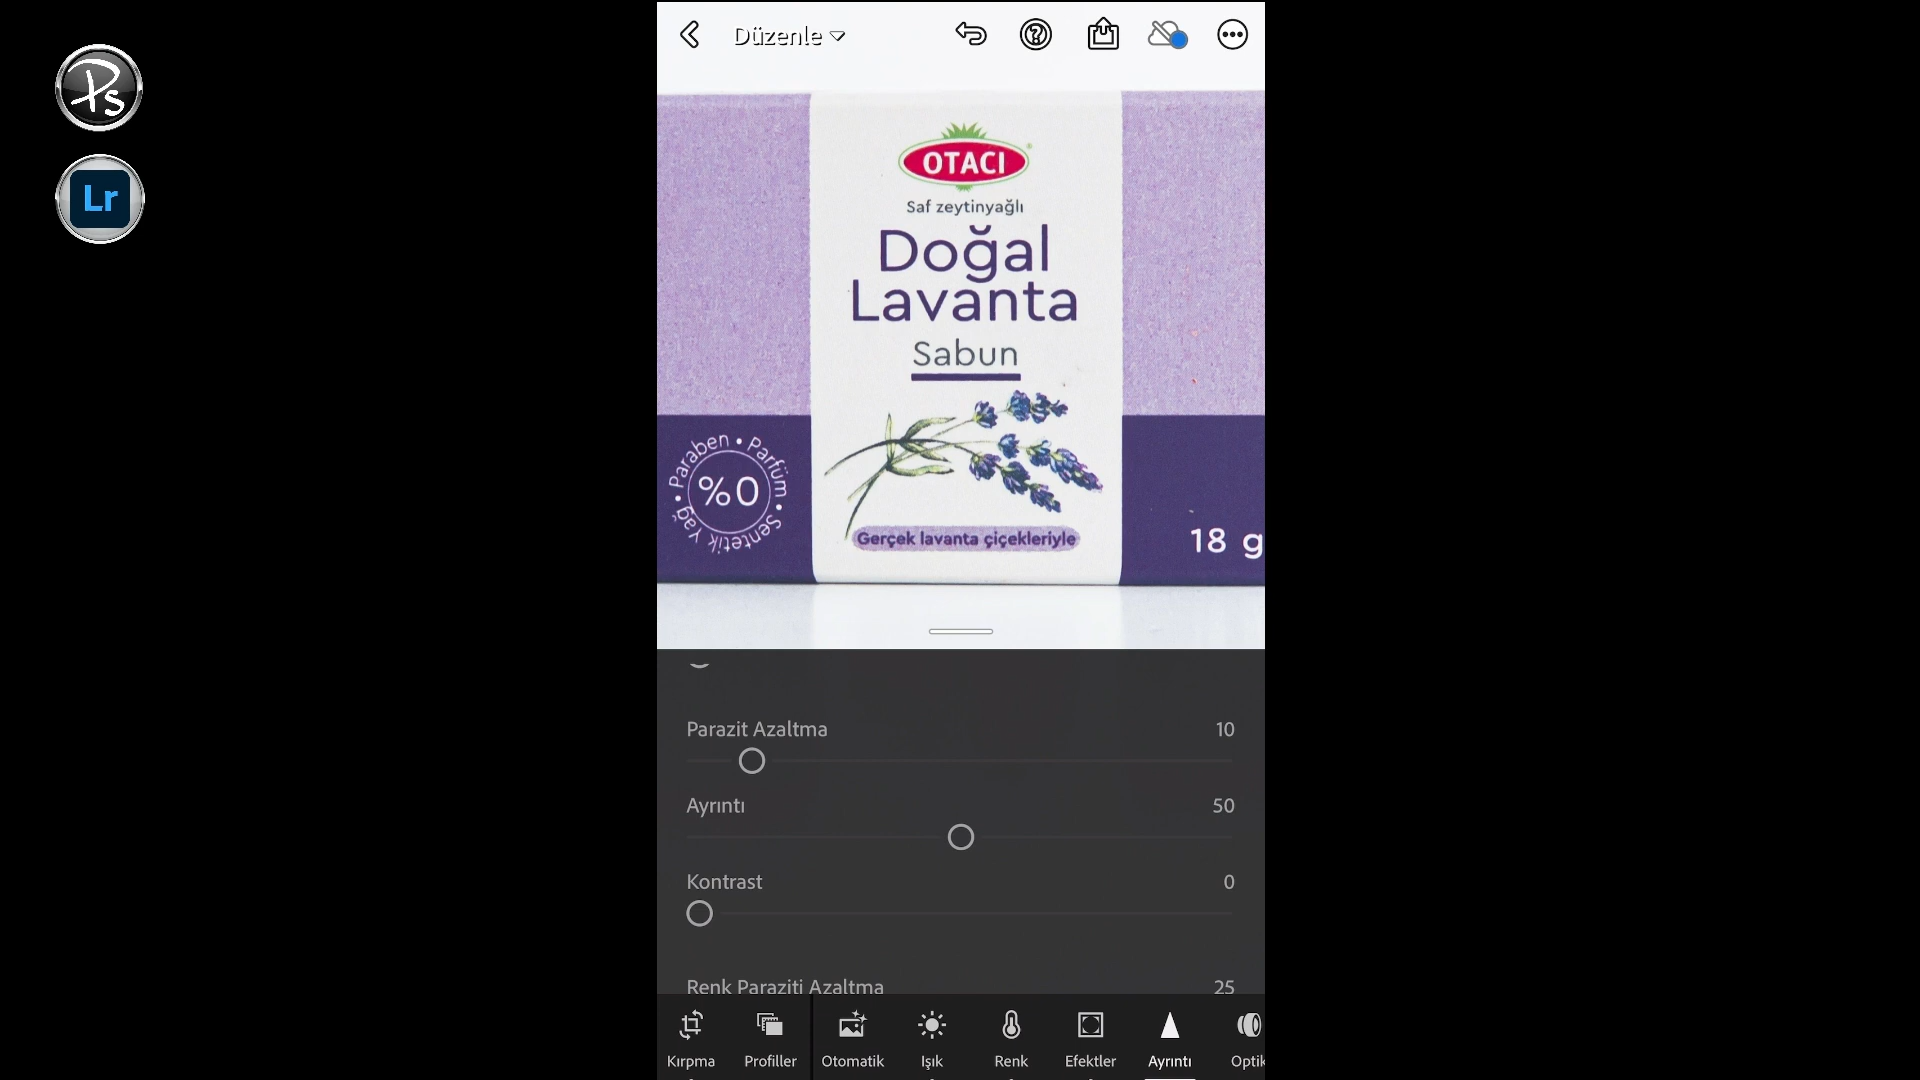 Ps
Lr
Düzenle
OTACI
Saf zeytinyağlı
Doğal
Lavanta
Sabun
Paraben • Parfüm • Sentetik Yağ •
%0
Gerçek lavanta çiçekleriyle
18 g
Parazit Azaltma 10
Ayrıntı 50
Kontrast 0
Renk Paraziti Azaltma 25
Kırpma Profiller Otomatik Işık Renk Efektler Ayrıntı Optik